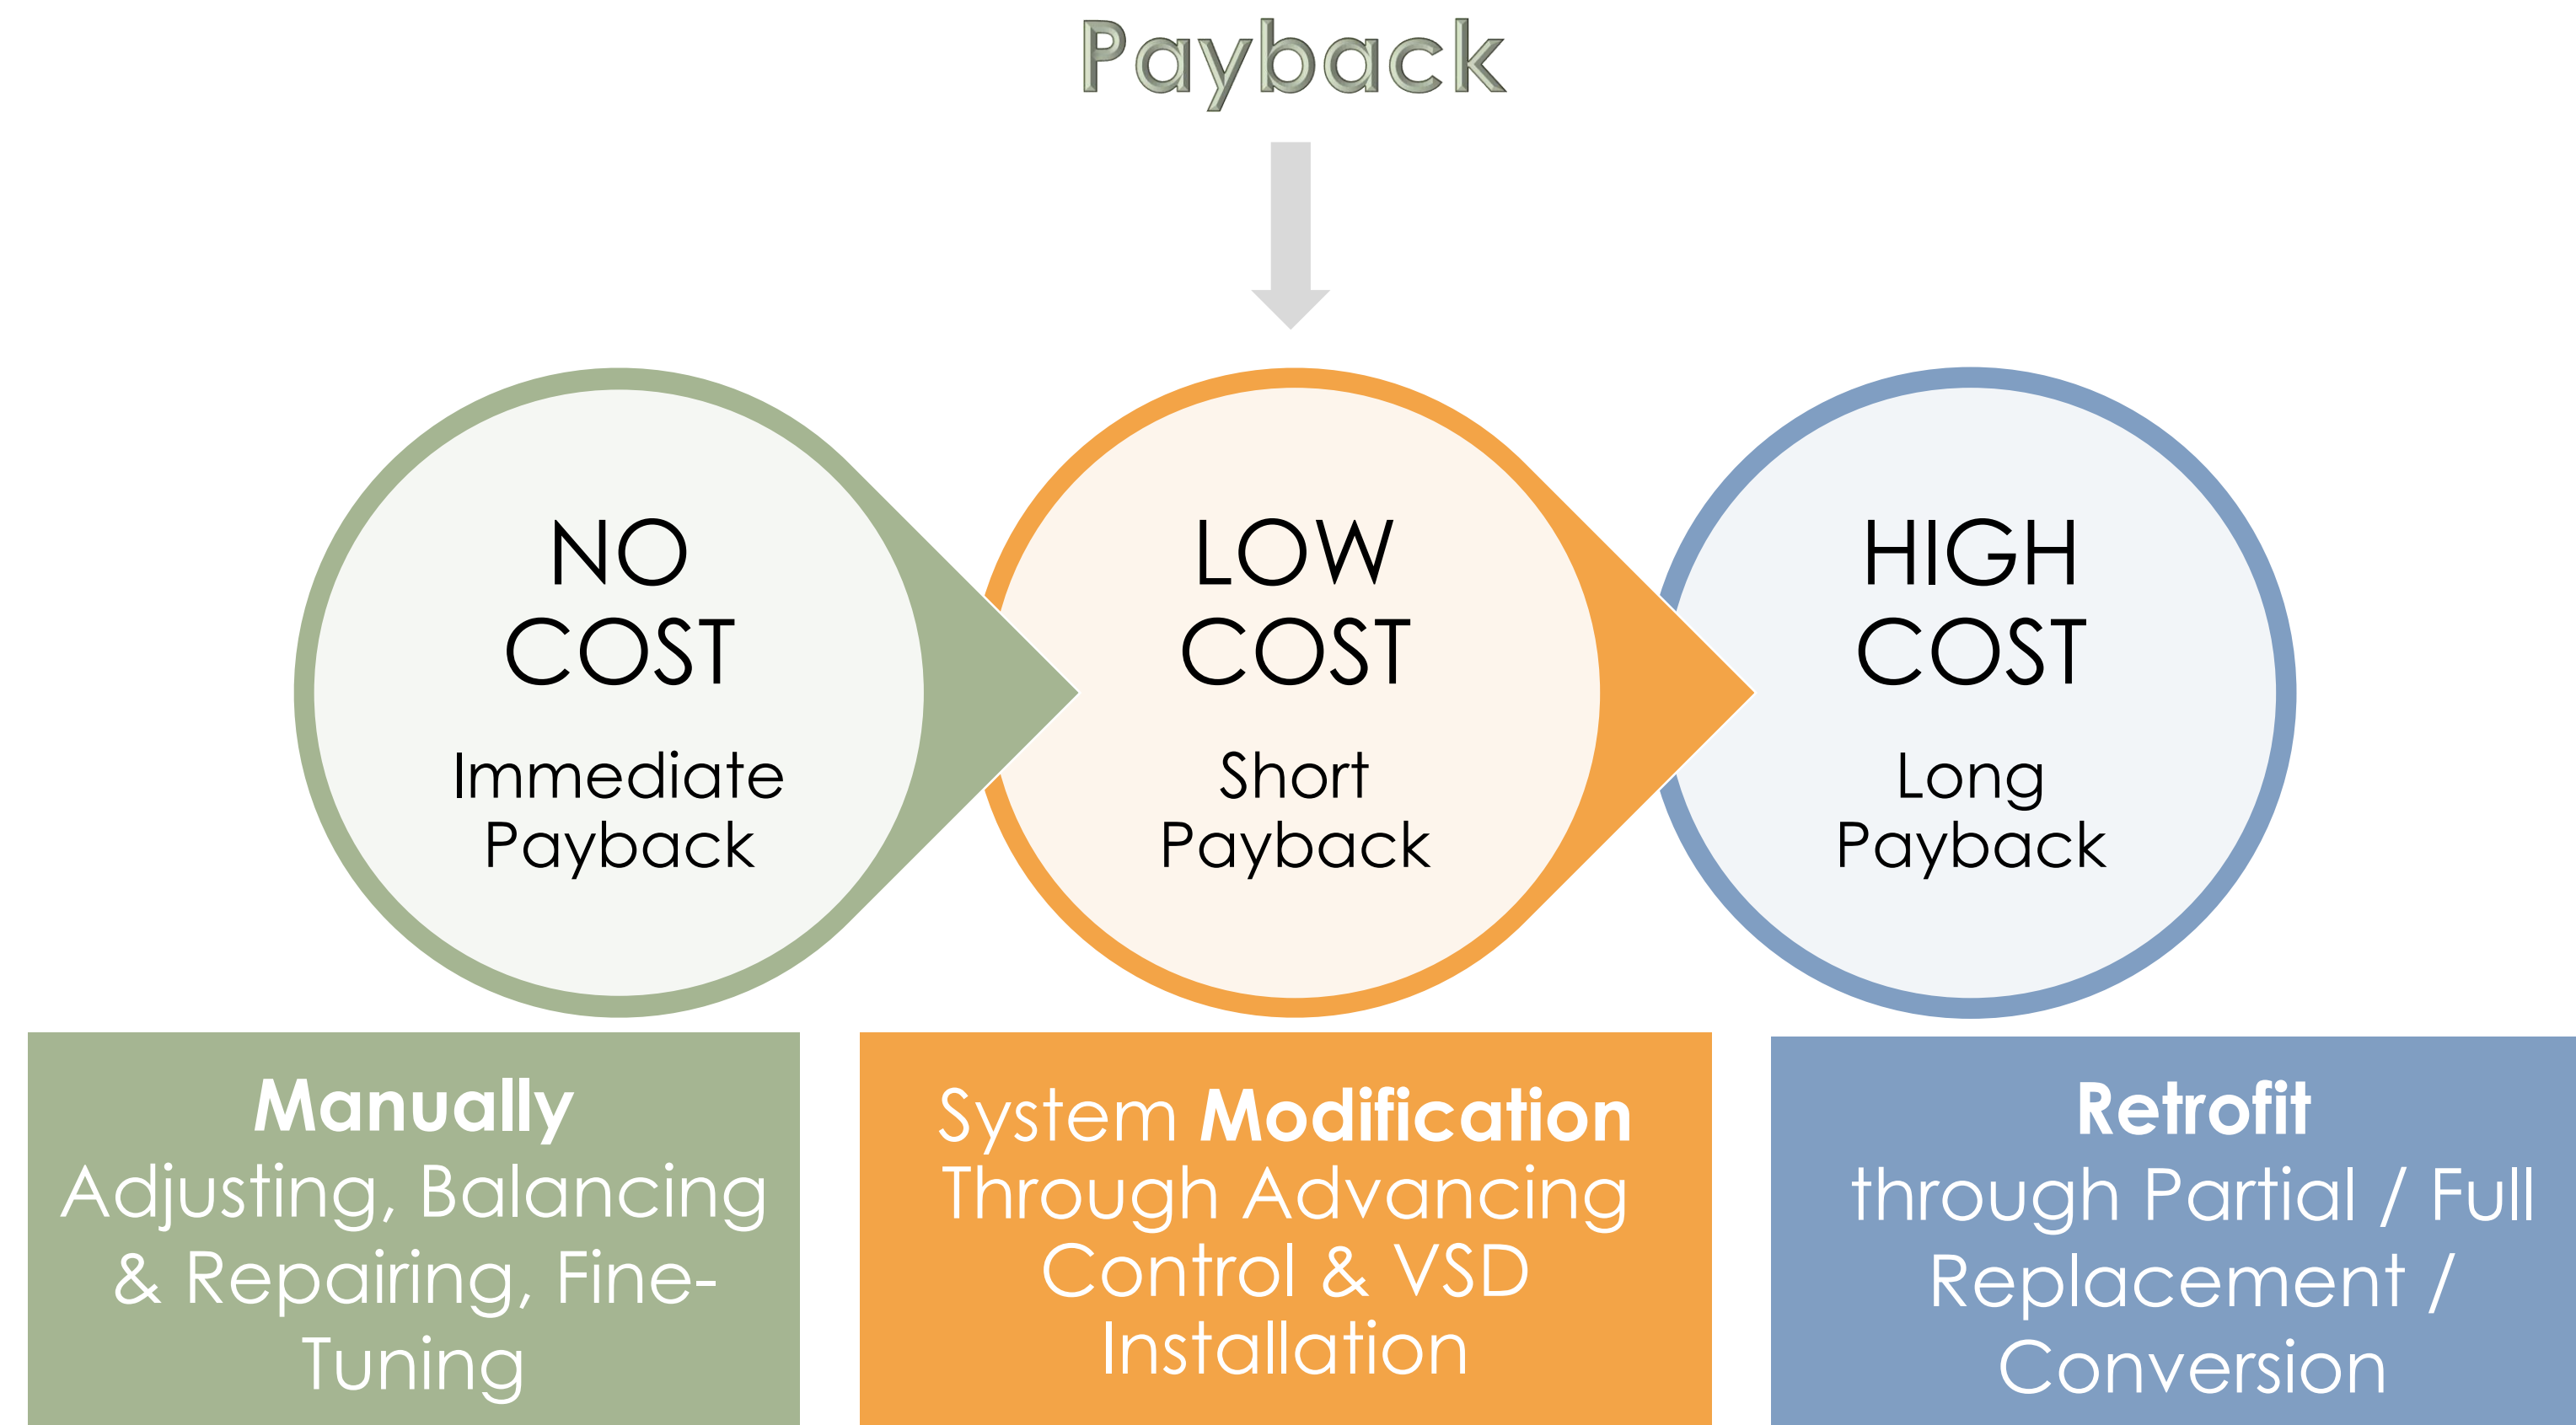 Payback
NO
COST
Immediate
Payback
LOW
COST
Short
Payback
HIGH
COST
Long
Payback
Manually
Adjusting, Balancing
& Repairing, Fine-
Tuning
System Modification
Through Advancing
Control & VSD
Installation
Retrofit
through Partial / Full
Replacement /
Conversion